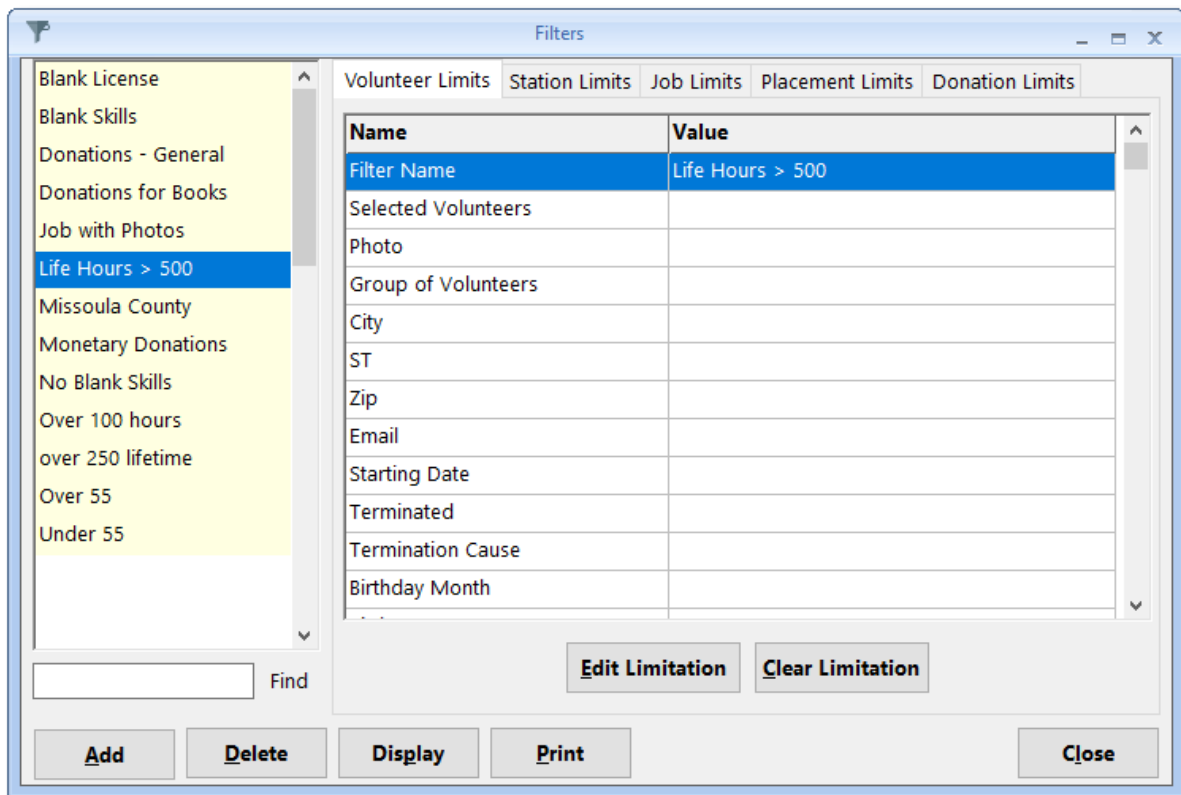 Filters
Blank License
Blank Skills
Donations - General
Donations for Books
Job with Photos
Life Hours > 500
Missoula County
Monetary Donations
No Blank Skills
Over 100 hours
over 250 lifetime
Over 55
Under 55
Find
Volunteer Limits Station Limits Job Limits Placement Limits Donation Limits
Name Value
Filter Name Life Hours > 500
Selected Volunteers
Photo
Group of Volunteers
City
ST
Zip
Email
Starting Date
Terminated
Termination Cause
Birthday Month
Edit Limitation Clear Limitation
Add Delete Display Print Close